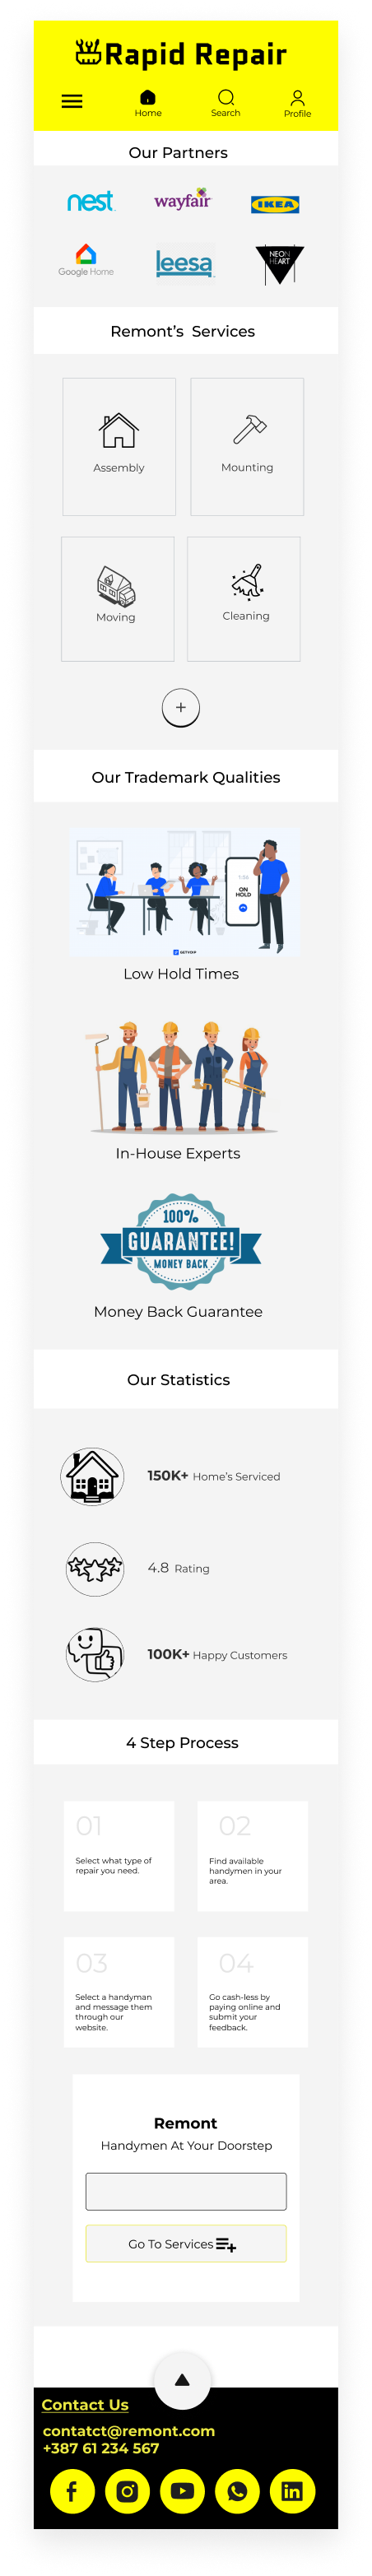 Rapid Repair
Home
Search
Profile
Our Partners
nest
wayfair
IKEA
Google Home
leesa
NEON
HEART
Remont's Services
Assembly
Mounting
Moving
Cleaning
+
Our Trademark Qualities
ON
HOLD
Low Hold Times
In-House Experts
100%
GUARANTEE!
MONEY BACK
Money Back Guarantee
Our Statistics
150K+ Home's Serviced
4.8 Rating
100K+ Happy Customers
4 Step Process
01
Select what type of
repair you need.
02
Find available
handymen in your
area.
03
Select a handyman
and message them
through our
website.
04
Go cash-less by
paying online and
submit your
feedback.
Remont
Handymen At Your Doorstep
Go To Services
Contact Us
contatct@remont.com
+387 61 234 567